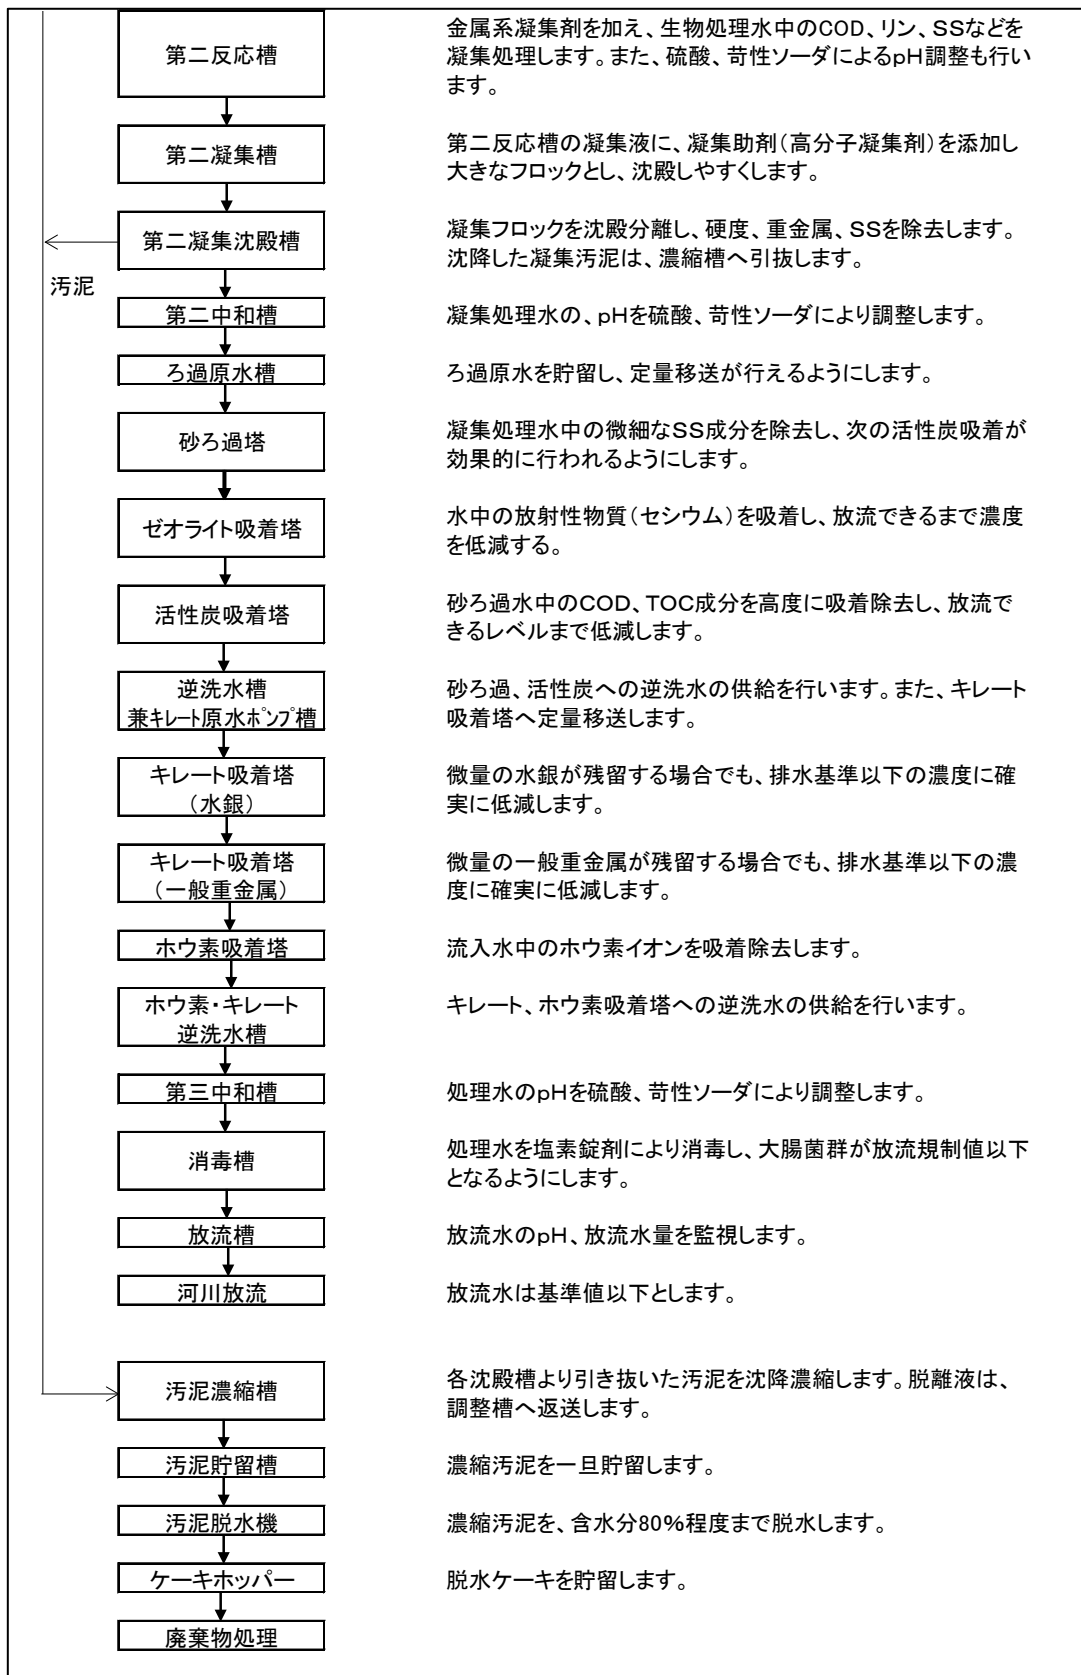 第二反応槽
金属系凝集剤を加え、生物処理水中のCOD、リン、SSなどを
凝集処理します。また、硫酸、苛性ソーダによるpH調整も行い
ます。
第二凝集槽
第二反応槽の凝集液に、凝集助剤（高分子凝集剤）を添加し
大きなフロックとし、沈殿しやすくします。
第二凝集沈殿槽
凝集フロックを沈殿分離し、硬度、重金属、SSを除去します。
沈降した凝集汚泥は、濃縮槽へ引抜します。
汚泥
第二中和槽
凝集処理水の、pHを硫酸、苛性ソーダにより調整します。
ろ過原水槽
ろ過原水を貯留し、定量移送が行えるようにします。
砂ろ過塔
凝集処理水中の微細なSS成分を除去し、次の活性炭吸着が
効果的に行われるようにします。
ゼオライト吸着塔
水中の放射性物質（セシウム）を吸着し、放流できるまで濃度
を低減する。
活性炭吸着塔
砂ろ過水中のCOD、TOC成分を高度に吸着除去し、放流で
きるレベルまで低減します。
逆洗水槽
兼ｷﾚｰﾄ原水ﾎﾟﾝﾌﾟ槽
砂ろ過、活性炭への逆洗水の供給を行います。また、キレート
吸着塔へ定量移送します。
キレート吸着塔
（水銀）
微量の水銀が残留する場合でも、排水基準以下の濃度に確
実に低減します。
キレート吸着塔
（一般重金属）
微量の一般重金属が残留する場合でも、排水基準以下の濃
度に確実に低減します。
ホウ素吸着塔
流入水中のホウ素イオンを吸着除去します。
ホウ素・キレート
逆洗水槽
キレート、ホウ素吸着塔への逆洗水の供給を行います。
第三中和槽
処理水のpHを硫酸、苛性ソーダにより調整します。
消毒槽
処理水を塩素錠剤により消毒し、大腸菌群が放流規制値以下
となるようにします。
放流槽
放流水のpH、放流水量を監視します。
河川放流
放流水は基準値以下とします。
汚泥濃縮槽
各沈殿槽より引き抜いた汚泥を沈降濃縮します。脱離液は、
調整槽へ返送します。
汚泥貯留槽
濃縮汚泥を一旦貯留します。
汚泥脱水機
濃縮汚泥を、含水分80%程度まで脱水します。
ケーキホッパー
脱水ケーキを貯留します。
廃棄物処理